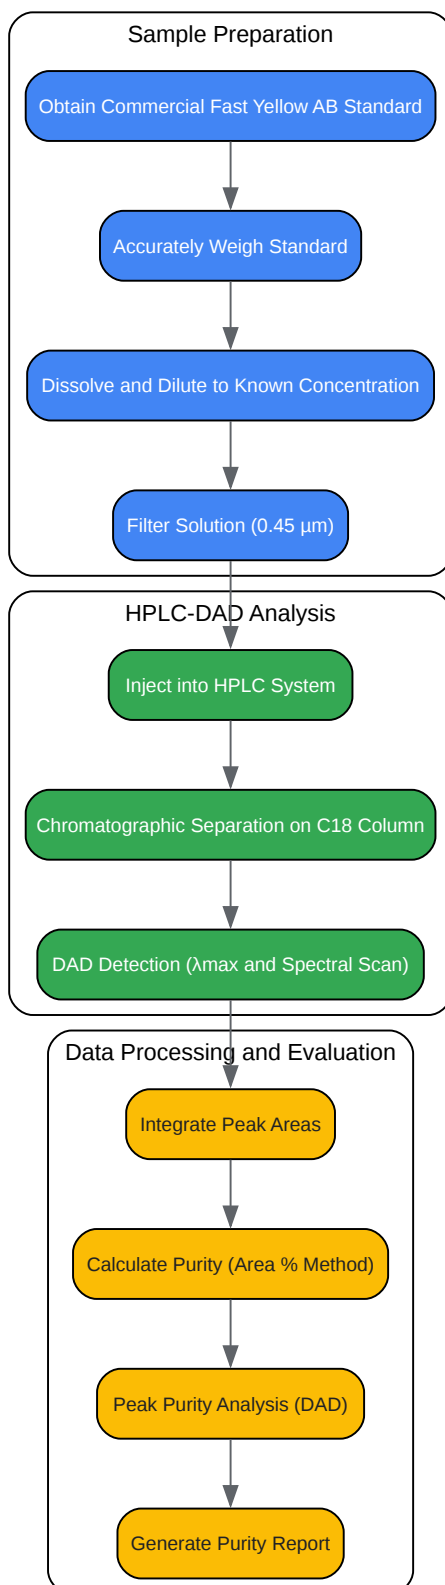 Sample Preparation
Obtain Commercial Fast Yellow AB Standard
Accurately Weigh Standard
Dissolve and Dilute to Known Concentration
Filter Solution (0.45 µm)
HPLC-DAD Analysis
Inject into HPLC System
Chromatographic Separation on C18 Column
DAD Detection (λmax and Spectral Scan)
Data Processing and Evaluation
Integrate Peak Areas
Calculate Purity (Area % Method)
Peak Purity Analysis (DAD)
Generate Purity Report